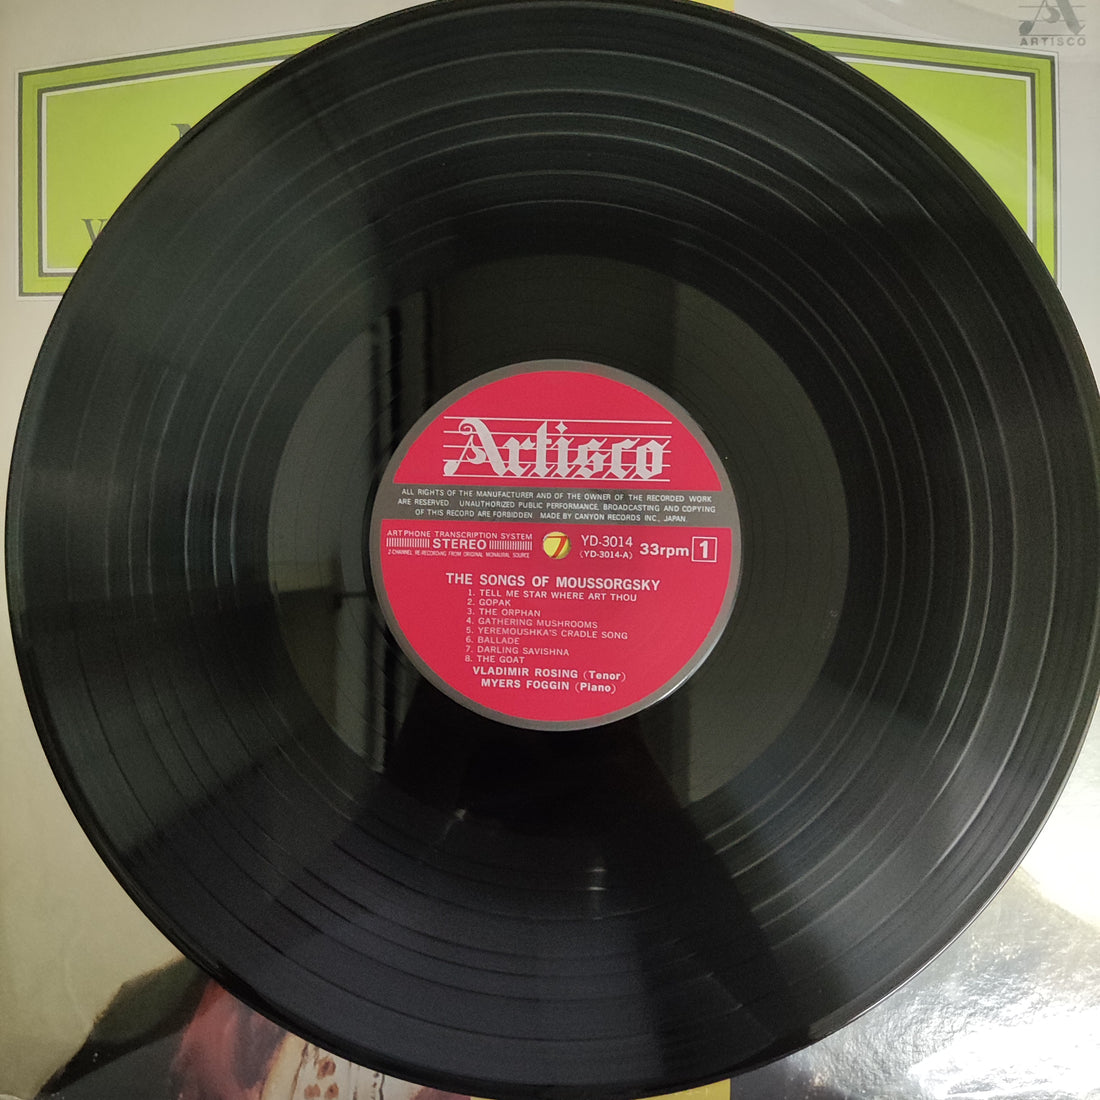 ARTISCO
Artisco
ALL RIGHTS OF THE MANUFACTURER AND OF THE OWNER OF THE RECORDED WORK
ARE RESERVED. UNAUTHORIZED PUBLIC PERFORMANCE, BROADCASTING AND COPYING
OF THIS RECORD ARE FORBIDDEN. MADE BY CANYON RECORDS INC., JAPAN.
ARTPHONE TRANSCRIPTION SYSTEM
STEREO
2-CHANNEL RE-RECORDING FROM ORIGINAL MONAURAL SOURCE
7
YD-3014
(YD-3014-A)
33rpm 1
THE SONGS OF MOUSSORGSKY
1. TELL ME STAR WHERE ART THOU
2. GOPAK
3. THE ORPHAN
4. GATHERING MUSHROOMS
5. YEREMOUSHKA'S CRADLE SONG
6. BALLADE
7. DARLING SAVISHNA
8. THE GOAT
VLADIMIR ROSING (Tenor)
MYERS FOGGIN (Piano)